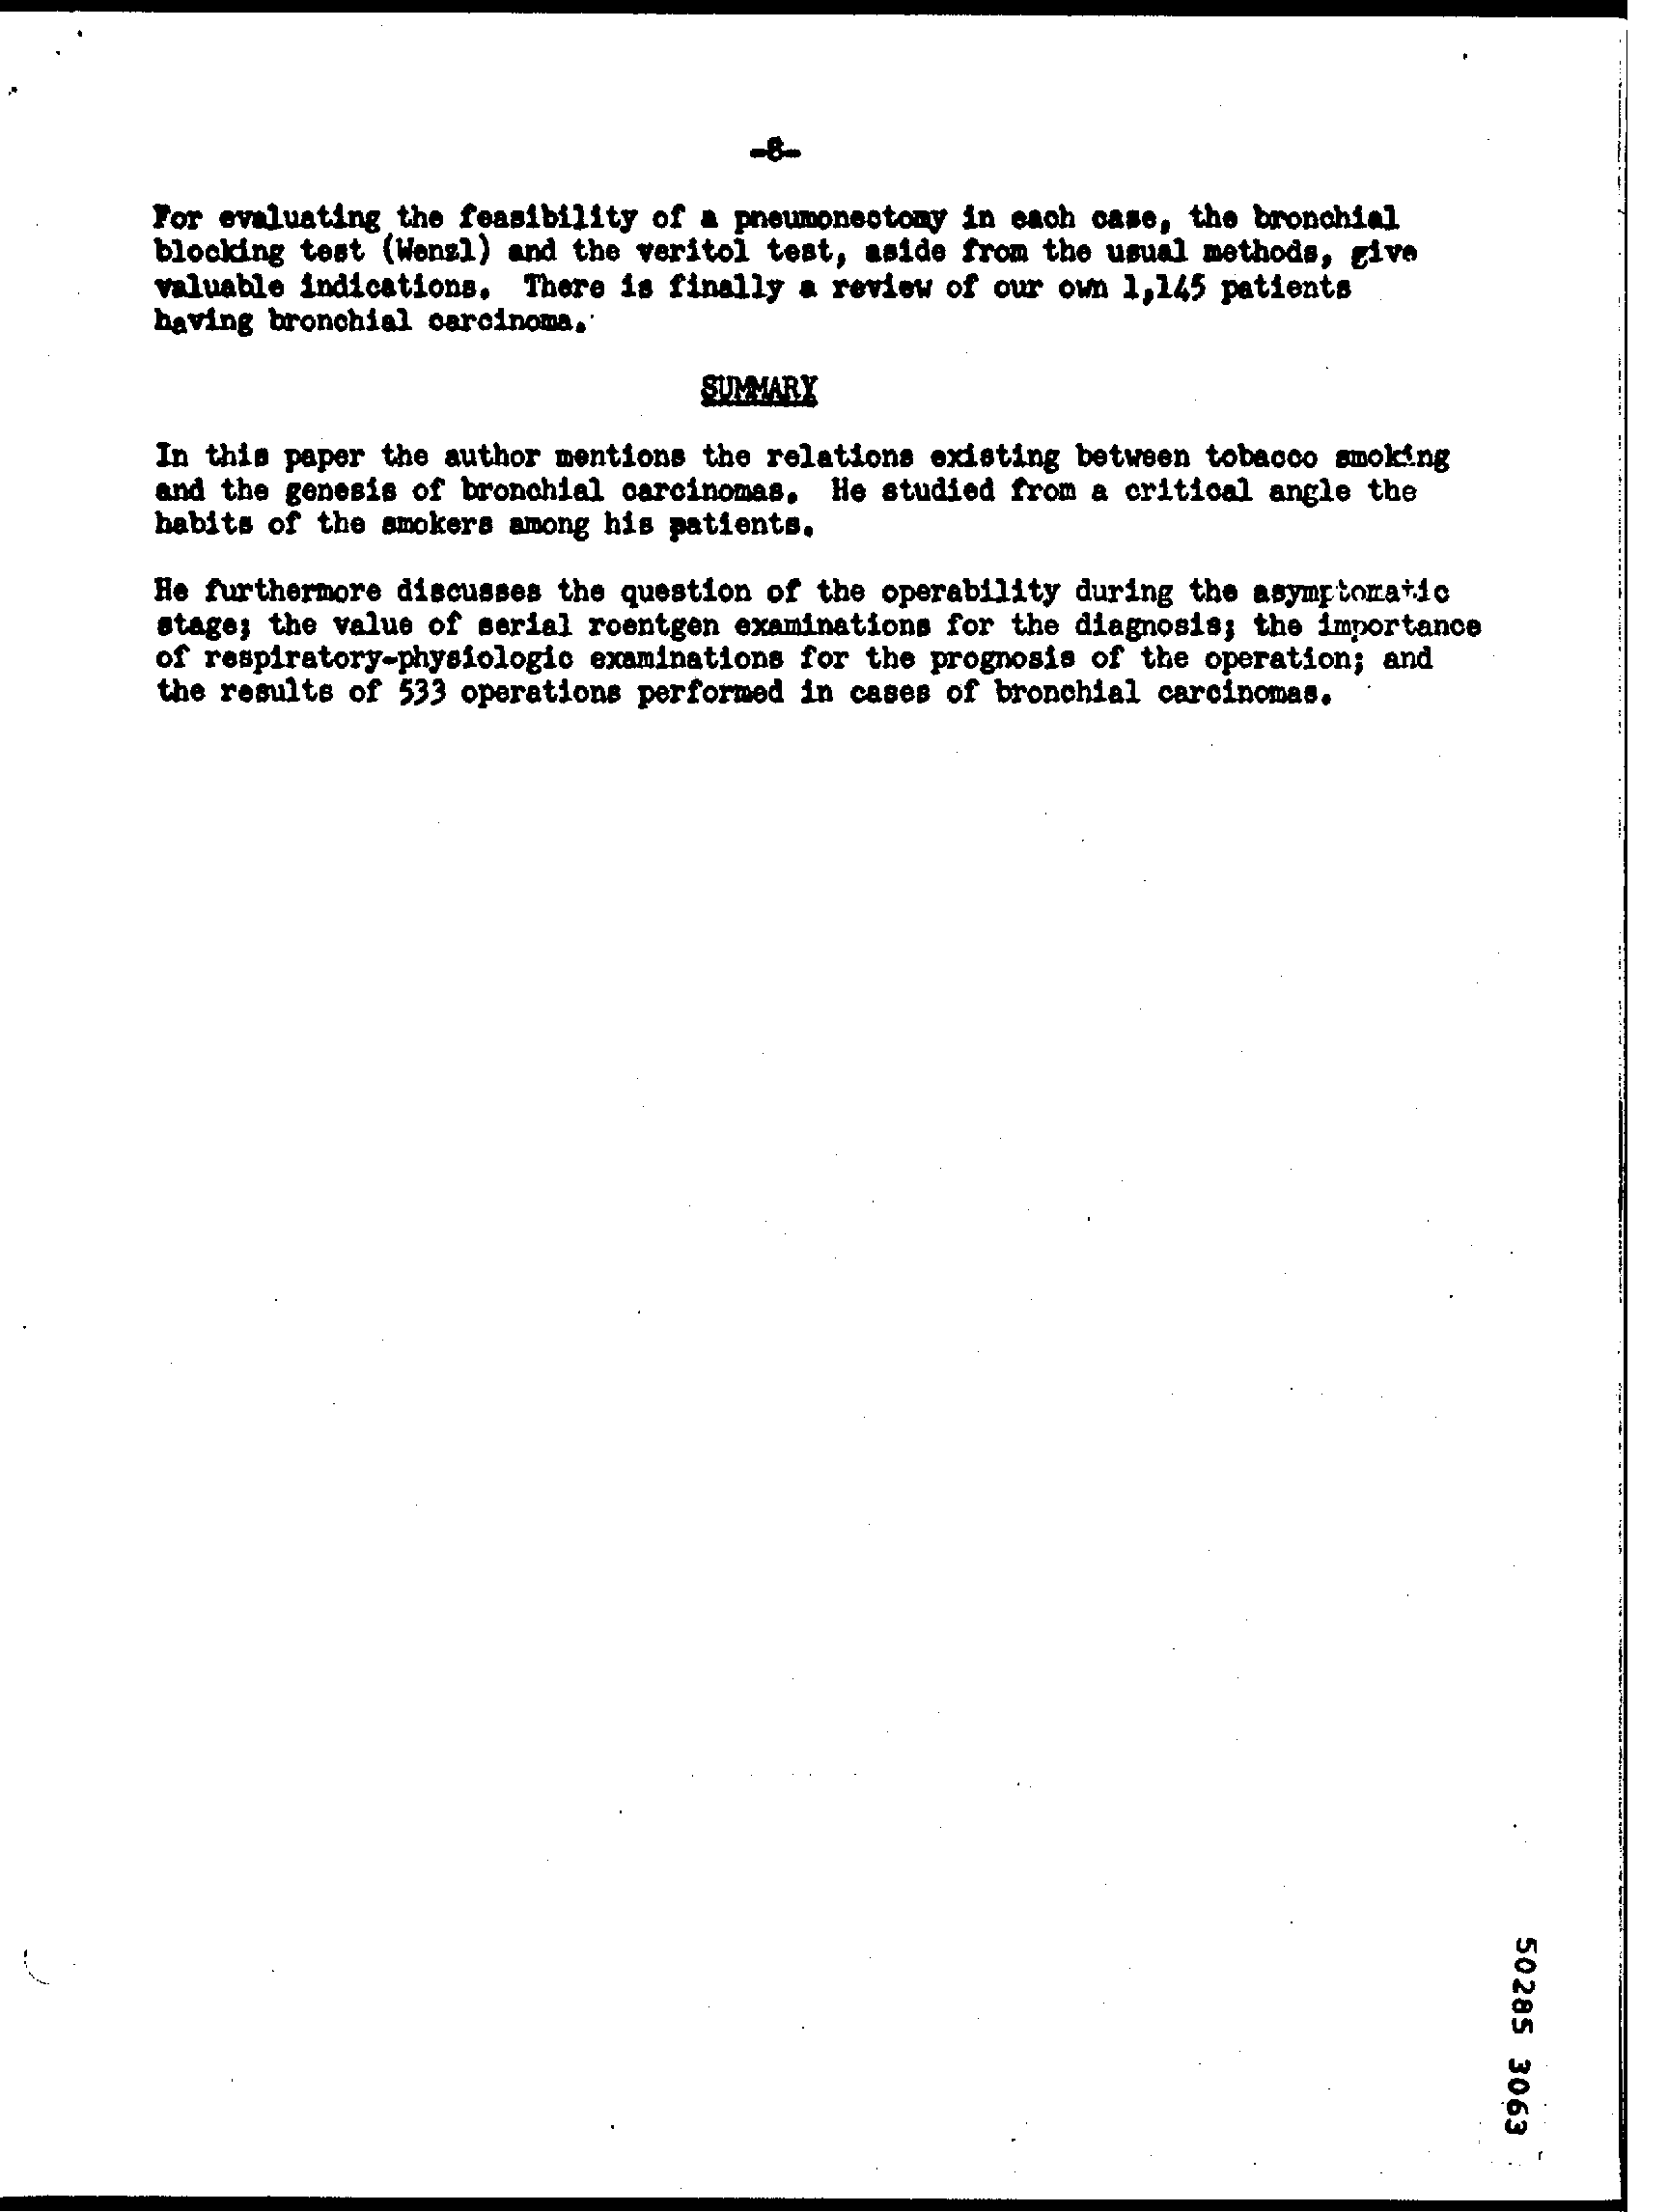 -8-
For evaluating the feasibility of a pneumonectomy in each case, the bronchial
blocking test (Wenzl) and the veritol test, aside from the usual methods, give
valuable indications. There is finally a review of our own 1,145 patients
having bronchial carcinoma.
SUMMARY
In this paper the author mentions the relations existing between tobacco smoking
and the genesis of bronchial carcinomas. He studied from a critical angle the
habits of the smokers among his patients.
He furthermore discusses the question of the operability during the asymptomatic
stage; the value of serial roentgen examinations for the diagnosis; the importance
of respiratory-physiologic examinations for the prognosis of the operation; and
the results of 533 operations performed in cases of bronchial carcinomas.
50285 3063